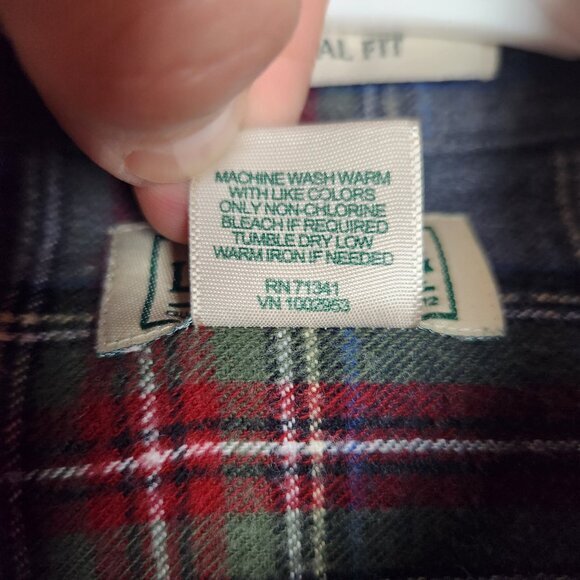 AL FIT
MACHINE WASH WARM
WITH LIKE COLORS
ONLY NON-CHLORINE
BLEACH IF REQUIRED
TUMBLE DRY LOW
WARM IRON IF NEEDED
RN 71341
VN 1002963